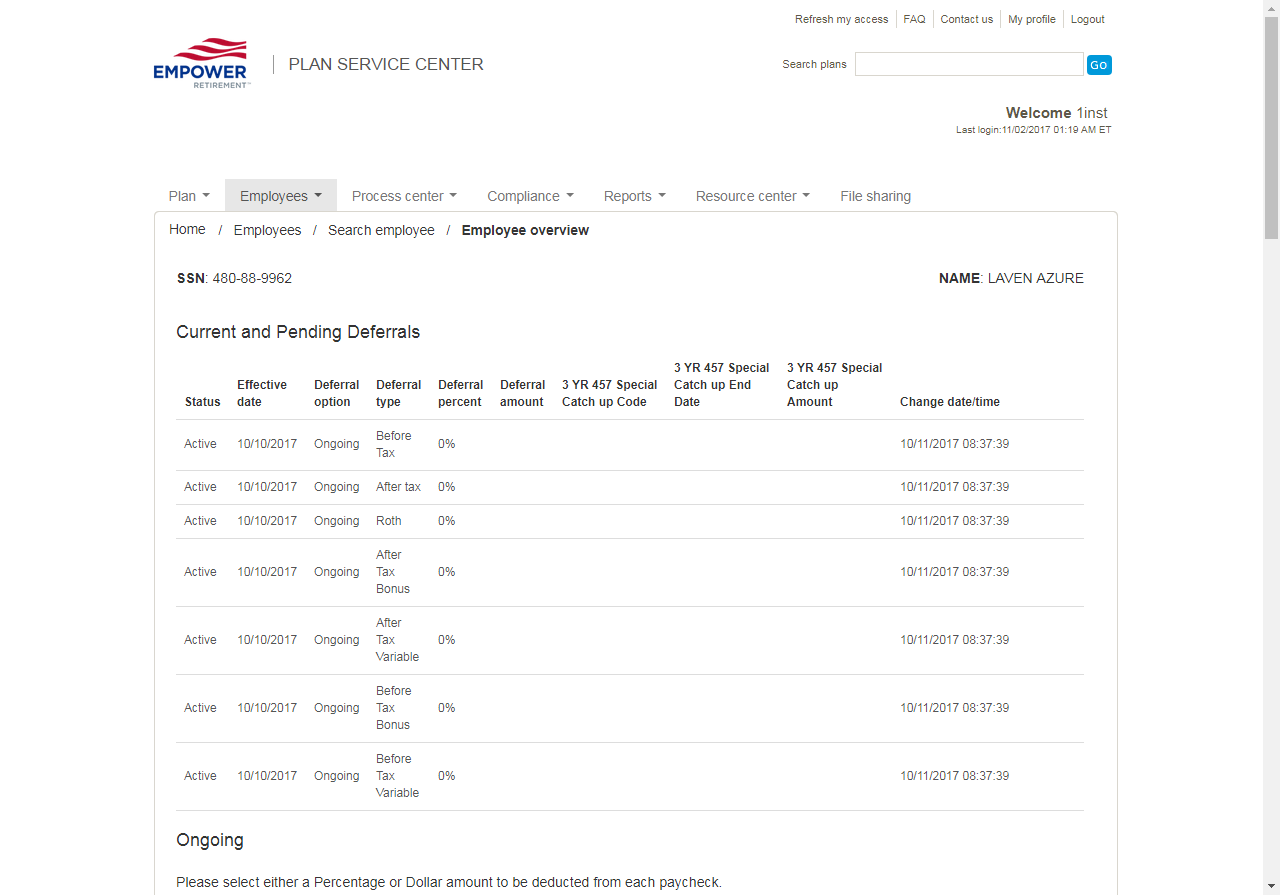 Refresh my access FAQ Contact us My profile Logout
EMPOWER
RETIREMENT™
PLAN SERVICE CENTER
Search plans Go
Welcome 1inst
Last login:11/02/2017 01:19 AM ET
Plan Employees Process center Compliance Reports Resource center File sharing
Home / Employees / Search employee / Employee overview
SSN: 480-88-9962 NAME: LAVEN AZURE
Current and Pending Deferrals
Status Effective date Deferral option Deferral type Deferral percent Deferral amount 3 YR 457 Special Catch up Code 3 YR 457 Special Catch up End Date 3 YR 457 Special Catch up Amount Change date/time
Active 10/10/2017 Ongoing Before Tax 0% 10/11/2017 08:37:39
Active 10/10/2017 Ongoing After tax 0% 10/11/2017 08:37:39
Active 10/10/2017 Ongoing Roth 0% 10/11/2017 08:37:39
Active 10/10/2017 Ongoing After Tax Bonus 0% 10/11/2017 08:37:39
Active 10/10/2017 Ongoing After Tax Variable 0% 10/11/2017 08:37:39
Active 10/10/2017 Ongoing Before Tax Bonus 0% 10/11/2017 08:37:39
Active 10/10/2017 Ongoing Before Tax Variable 0% 10/11/2017 08:37:39
Ongoing
Please select either a Percentage or Dollar amount to be deducted from each paycheck.